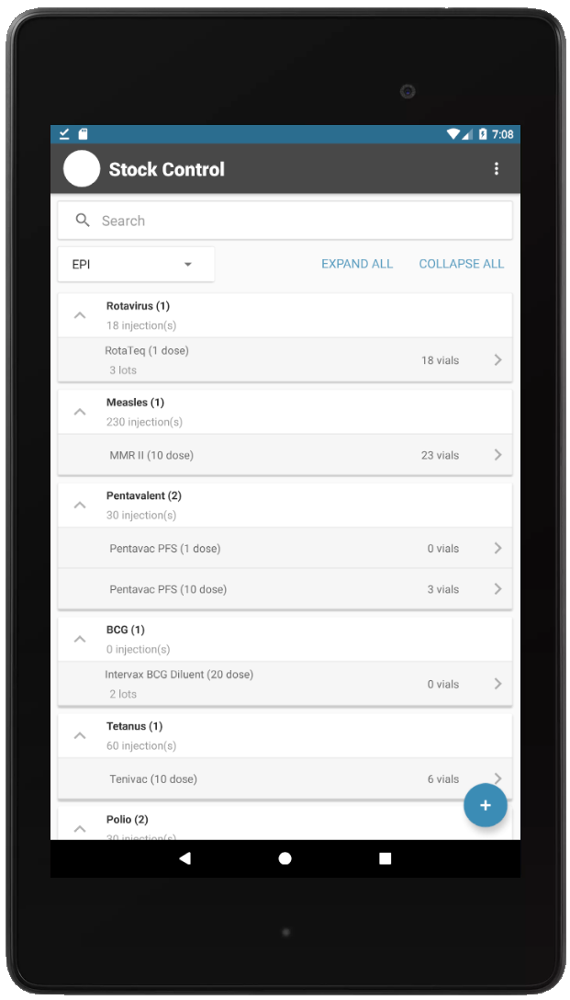 7:08
Stock Control
Search
EPI
EXPAND ALL COLLAPSE ALL
Rotavirus (1)
18 injection(s)
RotaTeq (1 dose)
3 lots
18 vials
Measles (1)
230 injection(s)
MMR II (10 dose)
23 vials
Pentavalent (2)
30 injection(s)
Pentavac PFS (1 dose)
0 vials
Pentavac PFS (10 dose)
3 vials
BCG (1)
0 injection(s)
Intervax BCG Diluent (20 dose)
2 lots
0 vials
Tetanus (1)
60 injection(s)
Tenivac (10 dose)
6 vials
+
Polio (2)
30 injection(s)